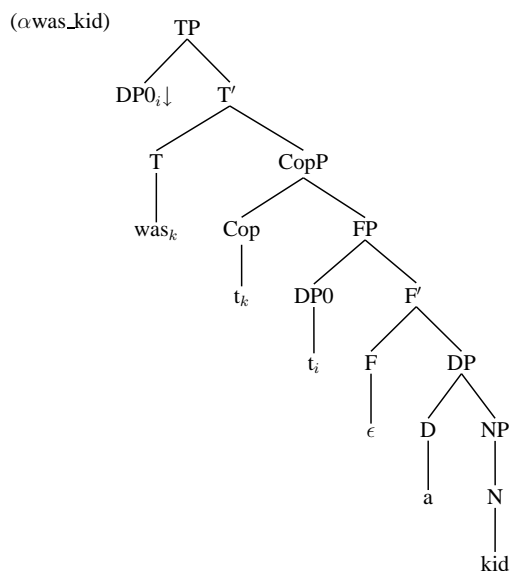 (αwas_kid) TP
DP0ᵢ↓ T′
T CopP
wasₖ Cop FP
tₖ DP0 F′
tᵢ F DP
ϵ D NP
a N
kid